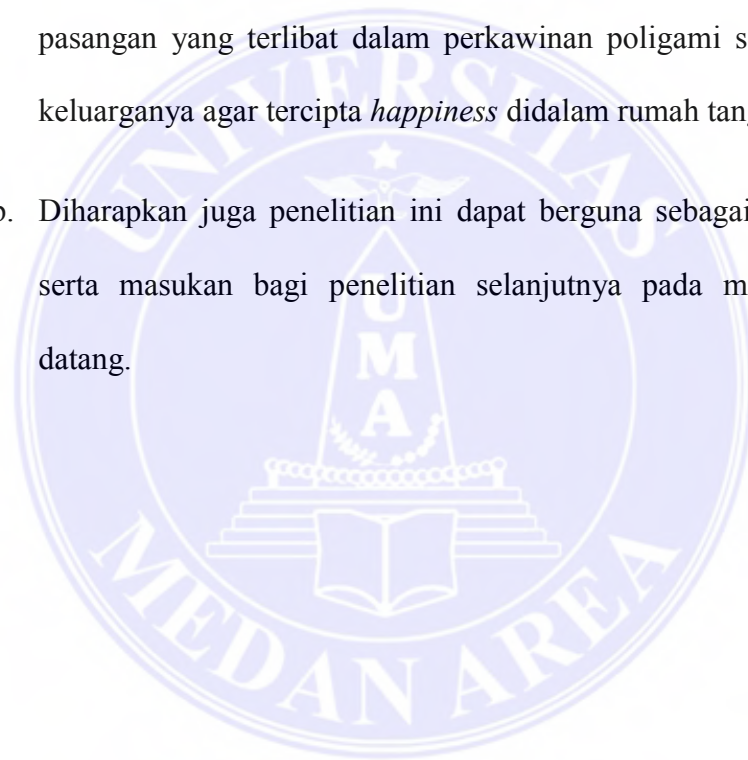 pasangan yang terlibat dalam perkawinan poligami
keluarganya agar tercipta happiness didalam rumah
Diharapkan juga penelitian ini dapat berguna sebagai
serta masukan bagi penelitian selanjutnya pada
datang.
UNIVERSITAS
UMA
MEDAN AREA